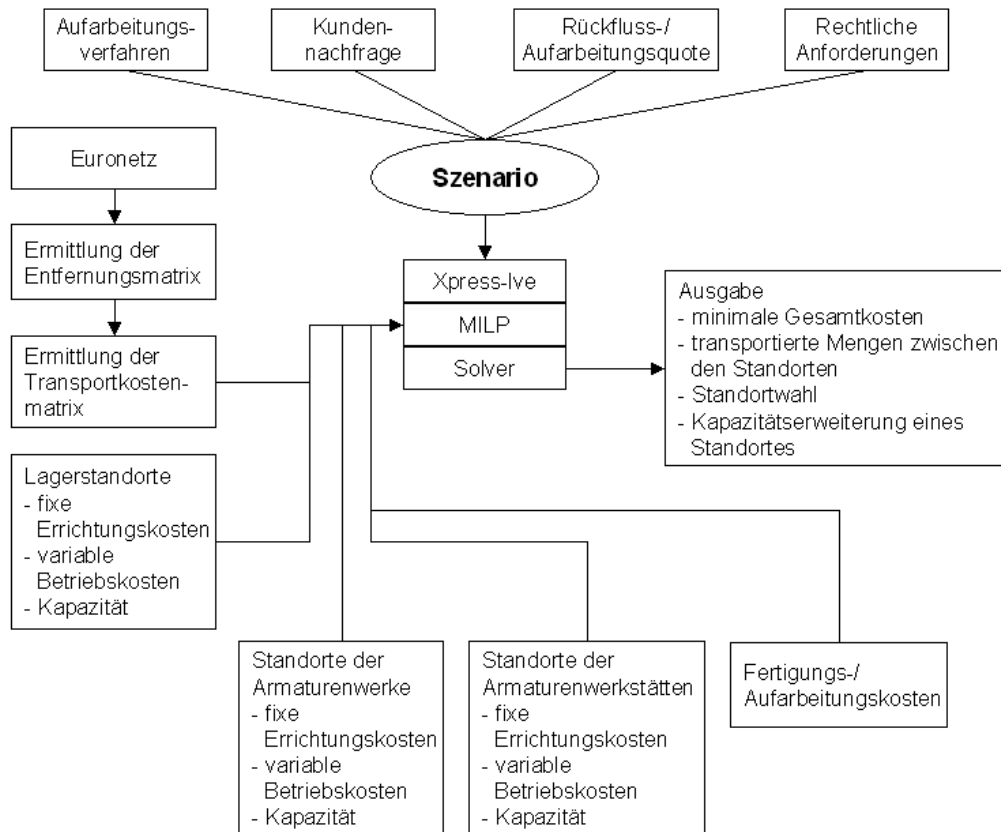 Aufarbeitungs-
verfahren
Kunden-
nachfrage
Rückfluss-/
Aufarbeitungsquote
Rechtliche
Anforderungen
Euronetz
Szenario
Ermittlung der
Entfernungsmatrix
Xpress-Ive
MILP
Solver
Ausgabe
- minimale Gesamtkosten
- transportierte Mengen zwischen
den Standorten
- Standortwahl
- Kapazitätserweiterung eines
Standortes
Ermittlung der
Transportkosten-
matrix
Lagerstandorte
- fixe
Errichtungskosten
- variable
Betriebskosten
- Kapazität
Standorte der
Armaturenwerke
- fixe
Errichtungskosten
- variable
Betriebskosten
- Kapazität
Standorte der
Armaturenwerkstätten
- fixe
Errichtungskosten
- variable
Betriebskosten
- Kapazität
Fertigungs-/
Aufarbeitungskosten